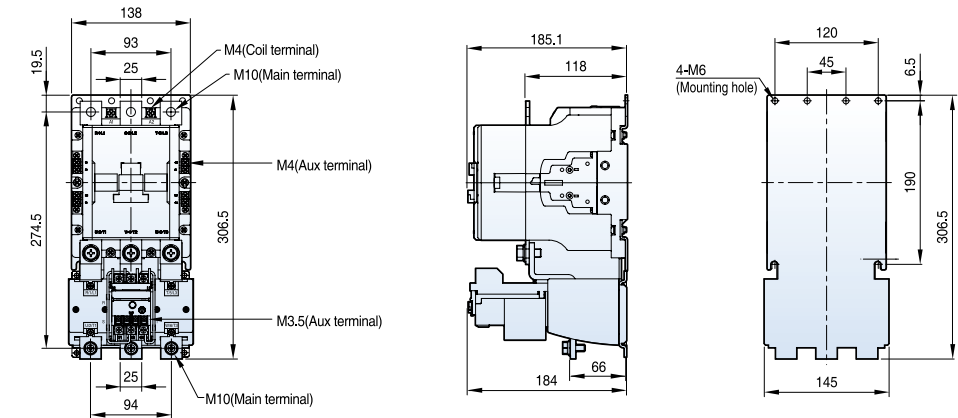 138
93
25
19.5
M4(Coil terminal)
M10(Main terminal)
M4(Aux terminal)
274.5
306.5
M3.5(Aux terminal)
M10(Main terminal)
25
94
185.1
118
66
184
120
45
6.5
4-M6
(Mounting hole)
190
306.5
145
A1
A2